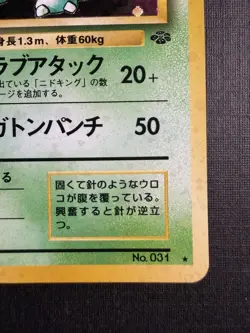 身長1.3m、体重60kg
ラブアタック 20+
出ている「ニドキング」の数
ージを追加する。
ガトンパンチ 50
る
固くて針のようなウロ
コが腹を覆っている。
興奮すると針が逆立
つ。
No. 031 ★